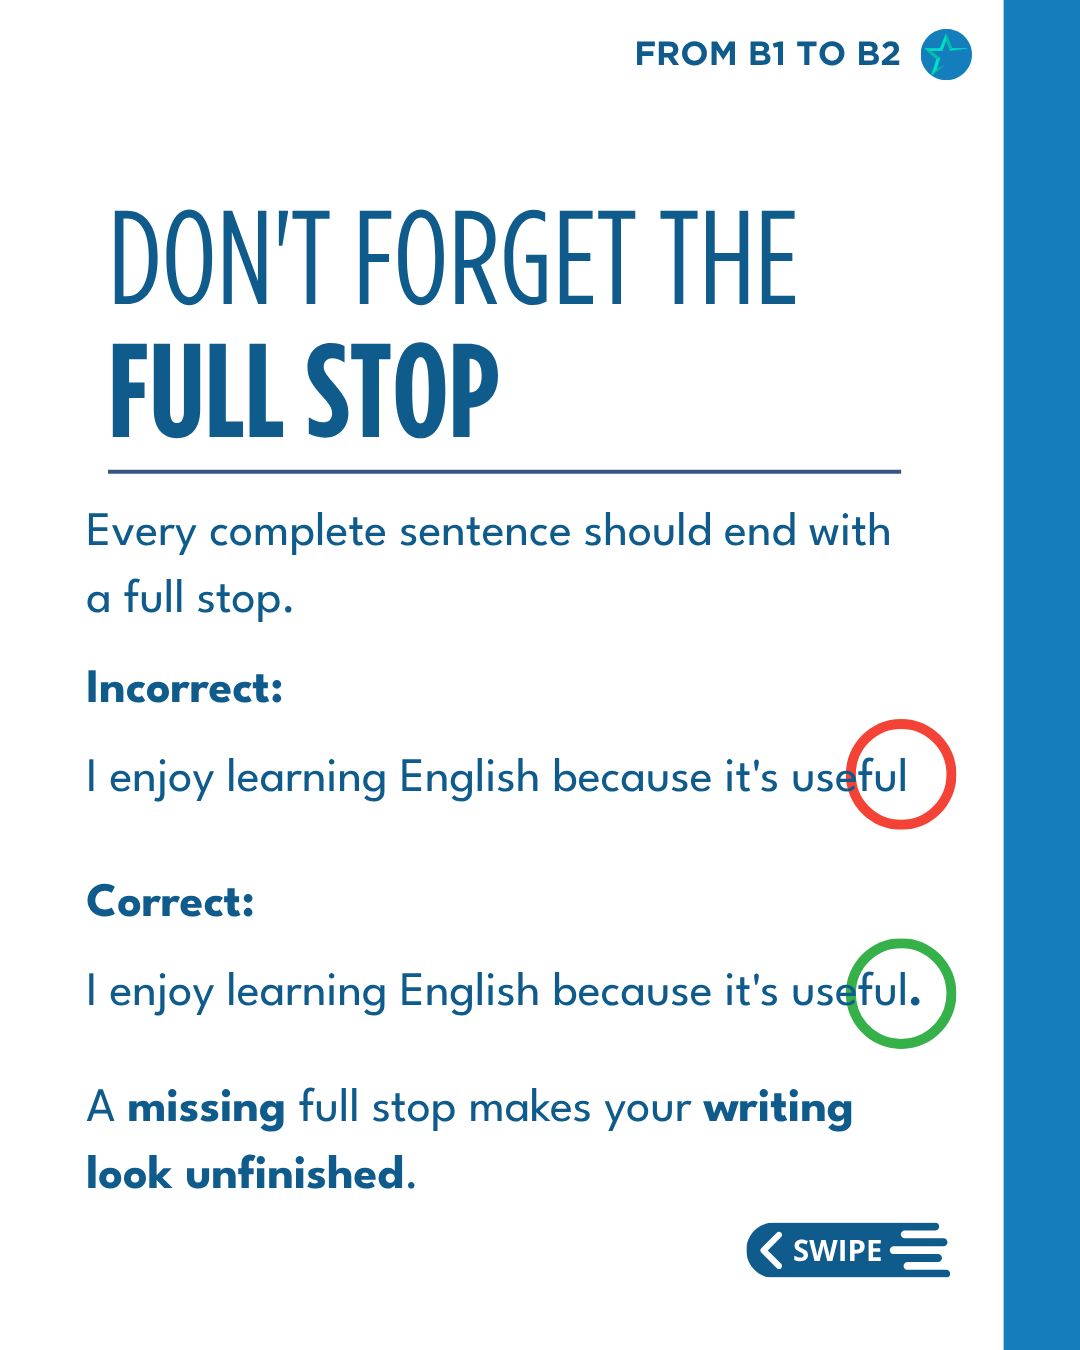 FROM B1 TO B2
DON'T FORGET THE
FULL STOP
Every complete sentence should end with
a full stop.
Incorrect:
I enjoy learning English because it's useful
Correct:
I enjoy learning English because it's useful.
A missing full stop makes your writing
look unfinished.
SWIPE